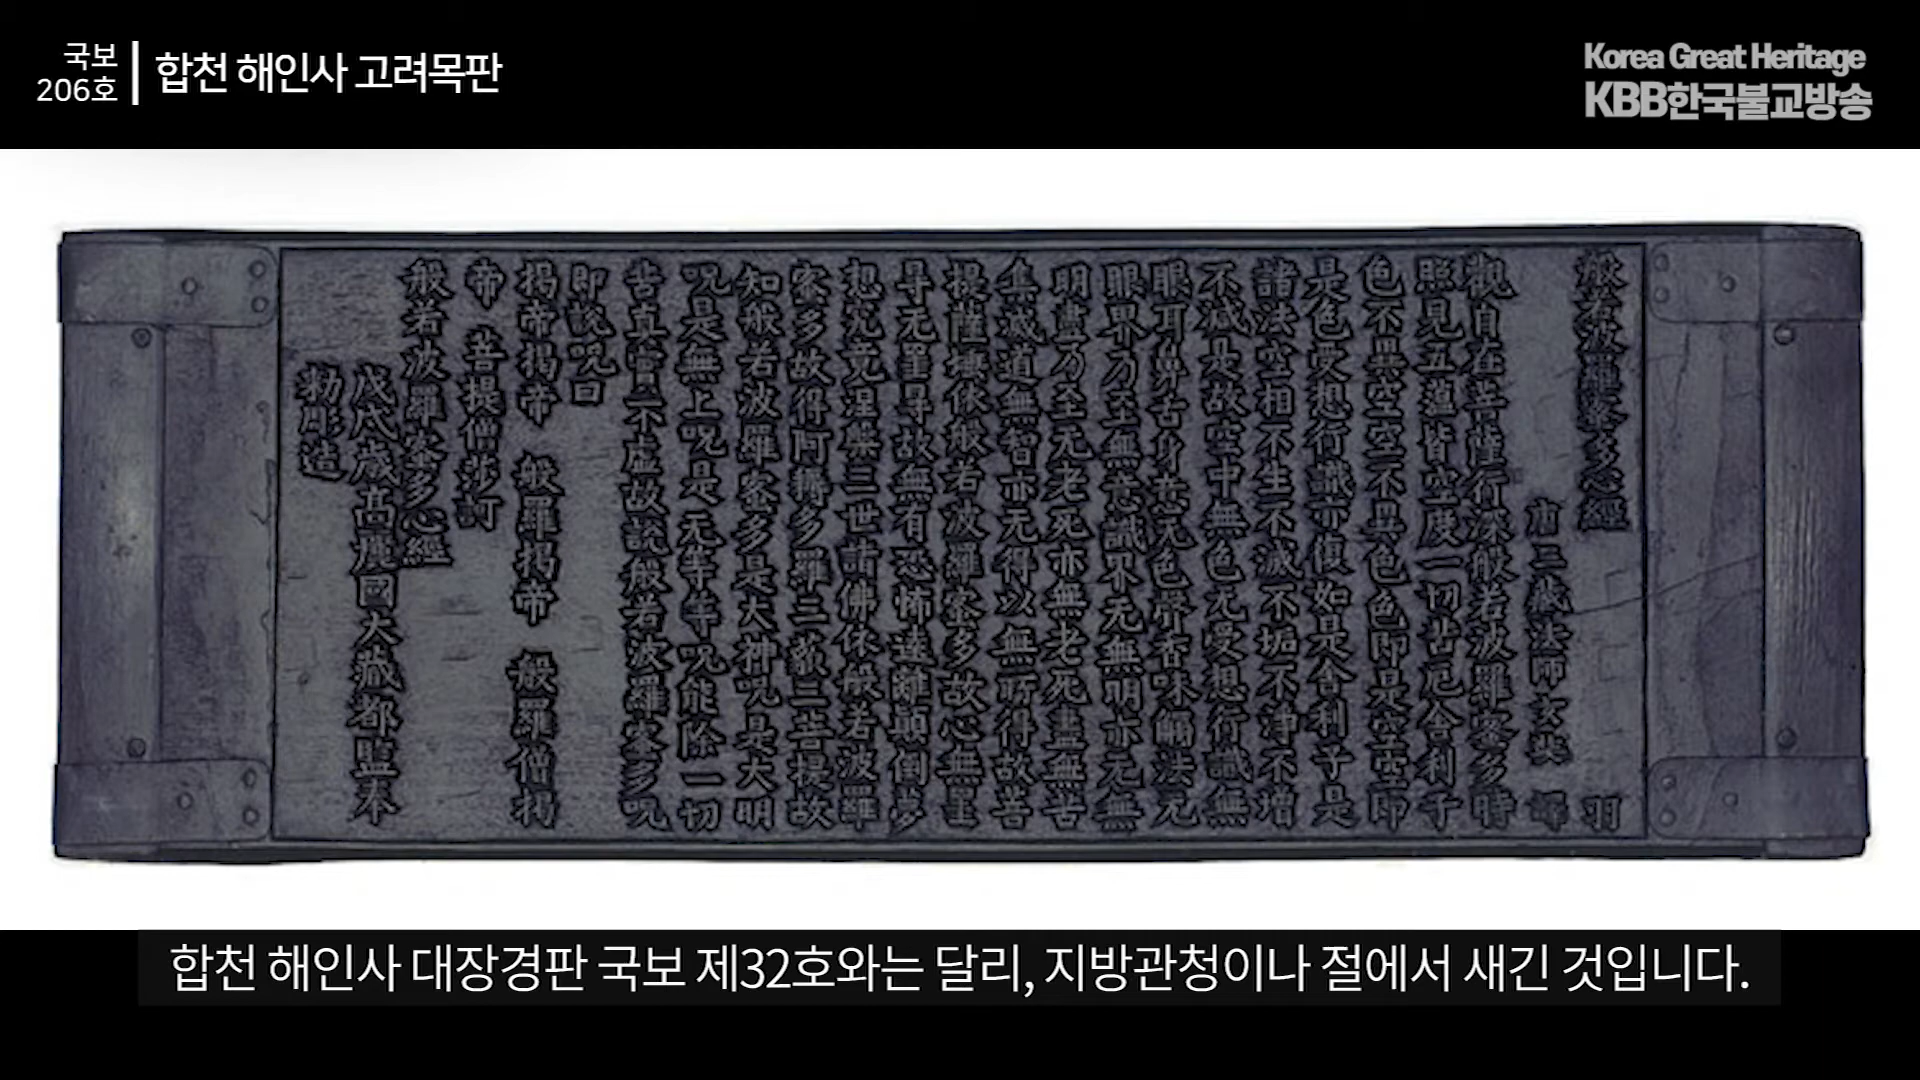 국보
206호
합천 해인사 고려목판
Korea Great Heritage
KBB한국불교방송
般若波羅蜜多心經 羽
唐三藏法師玄奘 譯
觀自在菩薩行深般若波羅蜜多時
照見五蘊皆空度一切苦厄舍利子
色不異空空不異色色即是空空即
是色受想行識亦復如是舍利子是
諸法空相不生不滅不垢不淨不增
不減是故空中無色无受想行識無
眼耳鼻舌身意无色聲香味觸法无
眼界乃至無意識界无無明亦无無
明盡乃至无老死亦無老死盡無苦
集滅道無智亦无得以無所得故菩
提薩埵依般若波羅蜜多故心無罣
㝵无罣㝵故無有恐怖遠離顚倒夢
想究竟涅槃三世諸佛依般若波羅
蜜多故得阿耨多羅三藐三菩提故
知般若波羅蜜多是大神呪是大明
呪是無上呪是无等等呪能除一切
苦真實不虛故說般若波羅蜜多呪
即說呪曰
揭帝揭帝 般羅揭帝 般羅僧揭
帝 菩提僧莎訶
般若波羅蜜多心經
戊戌歲高麗國大藏都監奉
勑彫造
합천 해인사 대장경판 국보 제32호와는 달리, 지방관청이나 절에서 새긴 것입니다.